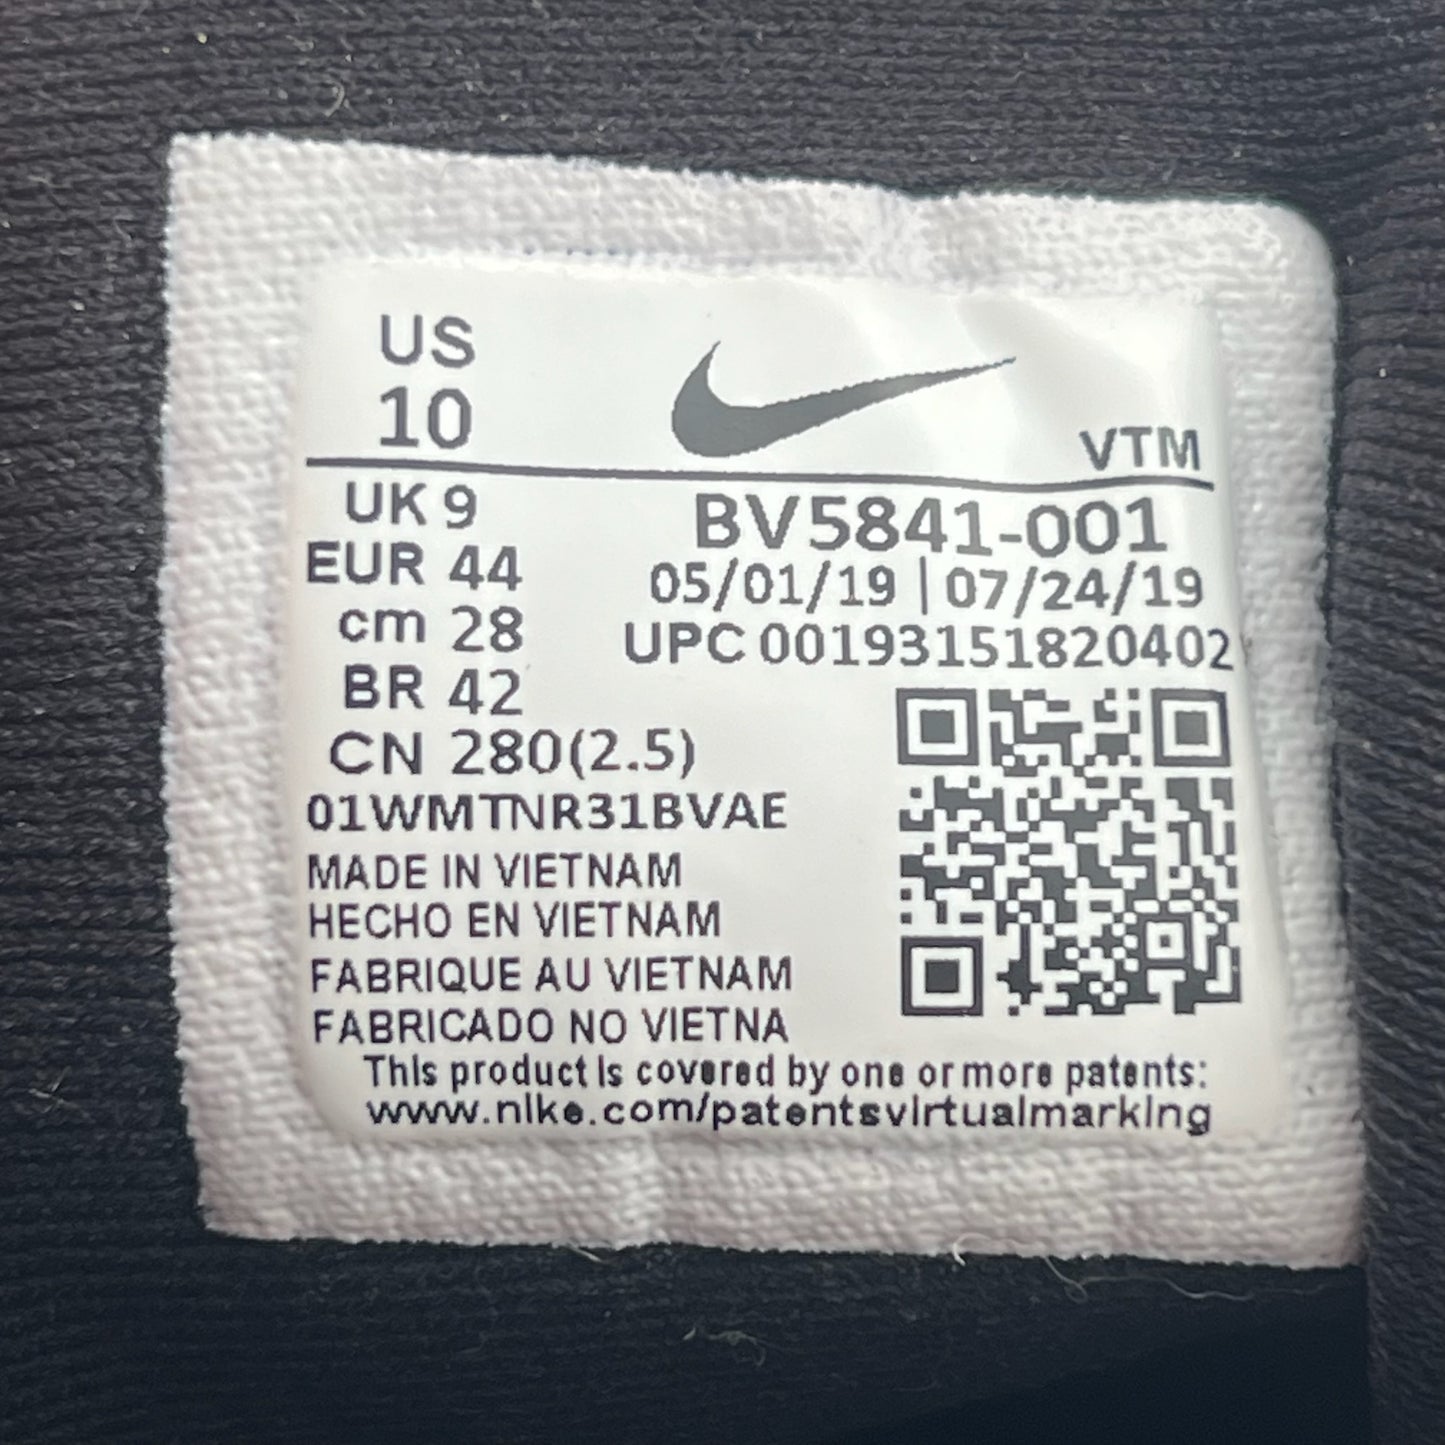 US
10
VTM
UK 9
BV5841-001
EUR 44
05/01/19 | 07/24/19
cm 28
UPC 00193151820402
BR 42
CN 280(2.5)
01WMTNR31BVAE
MADE IN VIETNAM
HECHO EN VIETNAM
FABRIQUE AU VIETNAM
FABRICADO NO VIETNA
This product is covered by one or more patents:
www.nike.com/patentsvirtualmarking